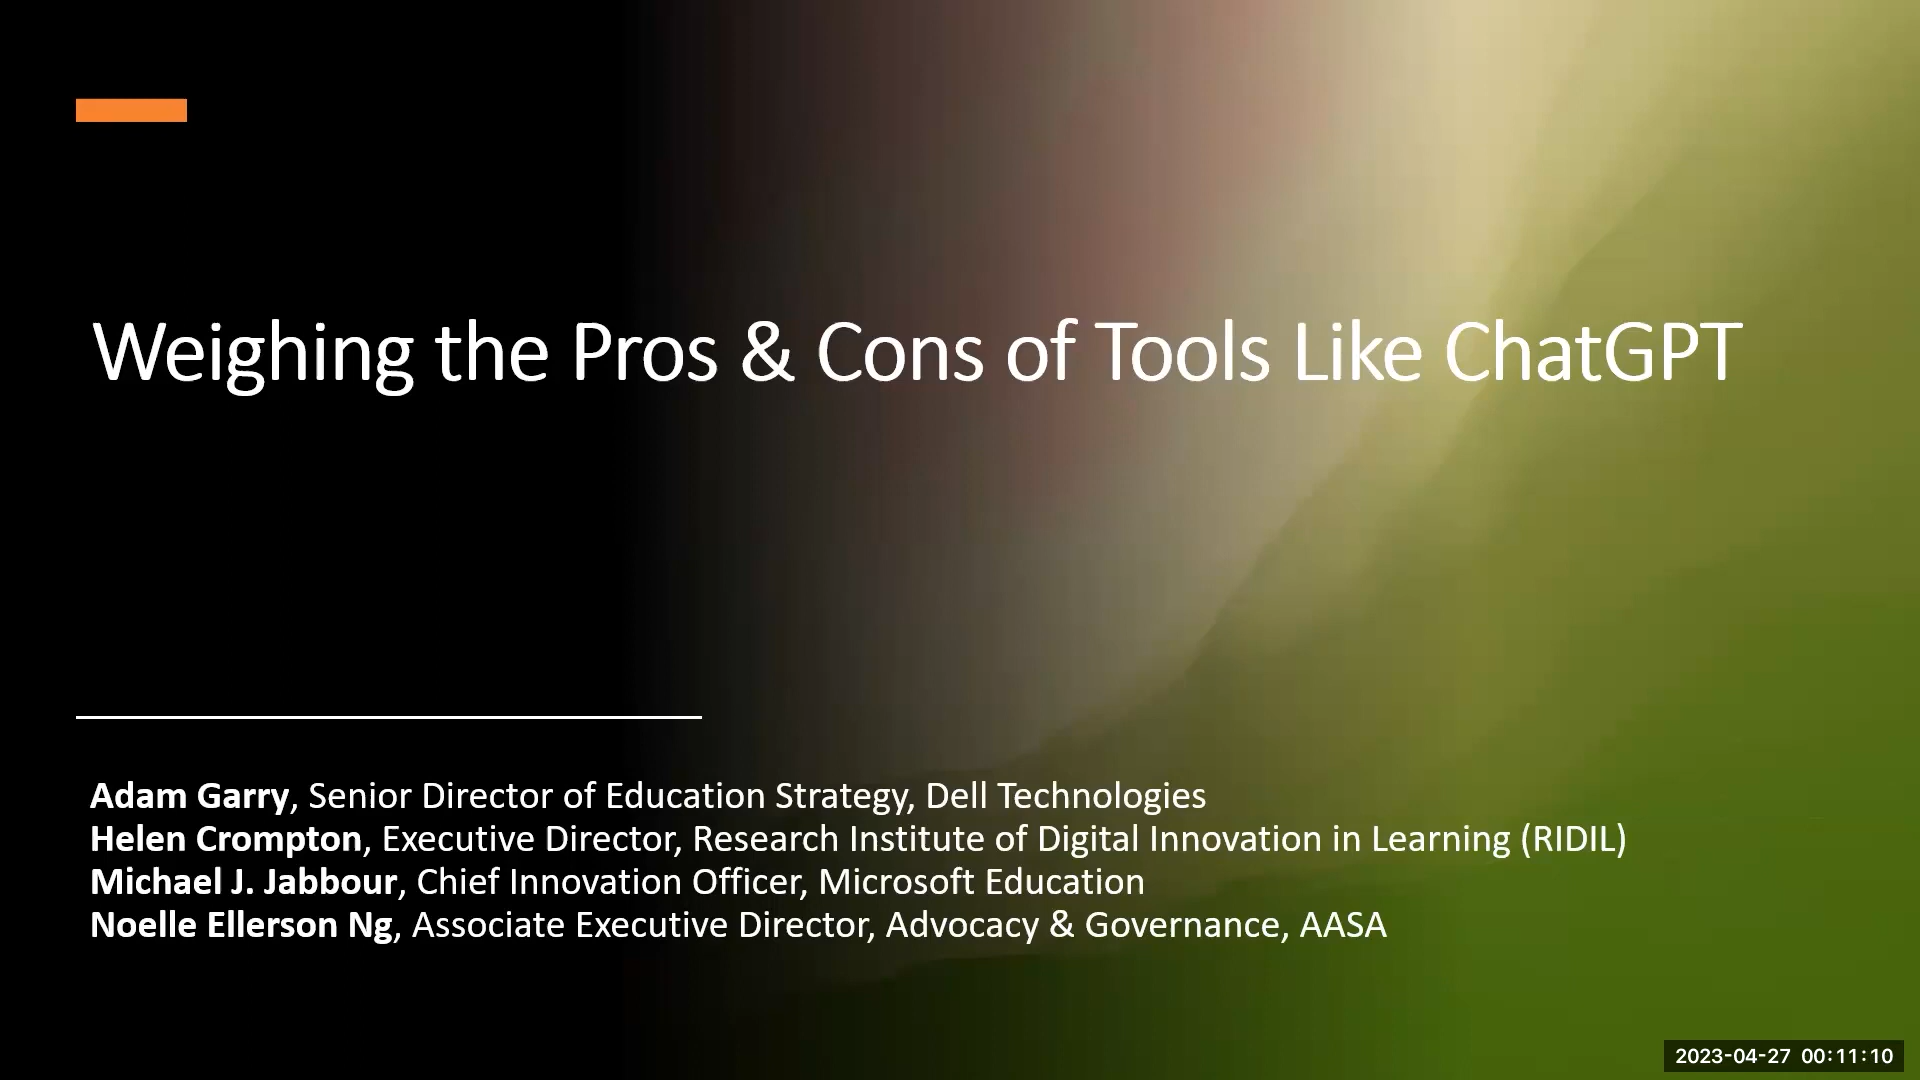 Weighing the Pros & Cons of Tools Like ChatGPT
Adam Garry, Senior Director of Education Strategy, Dell Technologies
Helen Crompton, Executive Director, Research Institute of Digital Innovation in Learning (RIDIL)
Michael J. Jabbour, Chief Innovation Officer, Microsoft Education
Noelle Ellerson Ng, Associate Executive Director, Advocacy & Governance, AASA
2023-04-27 00:11:10